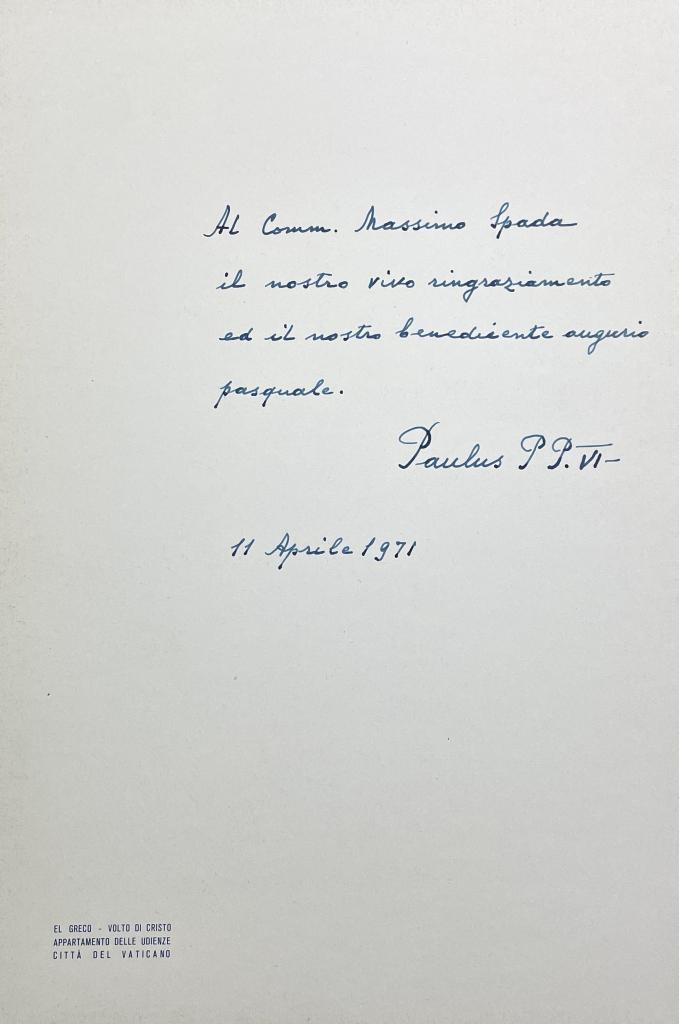 Al Comm. Massimo Spada
il nostro vivo ringraziamento
ed il nostro benedicente augurio
pasquale.
Paulus PP. VI-
11 Aprile 1971
EL GRECO - VOLTO DI CRISTO
APPARTAMENTO DELLE UDIENZE
CITTÀ DEL VATICANO